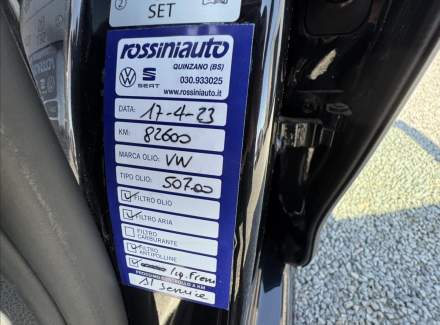 SET
rossiniauto
QUINZANO (BS)
SEAT 030.933025
www.rossiniauto.it
DATA: 17-4-23
KM: 82600
MARCA OLIO: VW
TIPO OLIO: 507.00
FILTRO OLIO
FILTRO ARIA
FILTRO CARBURANTE
FILTRO ANTIPOLLINE
Liq. Freni
Service